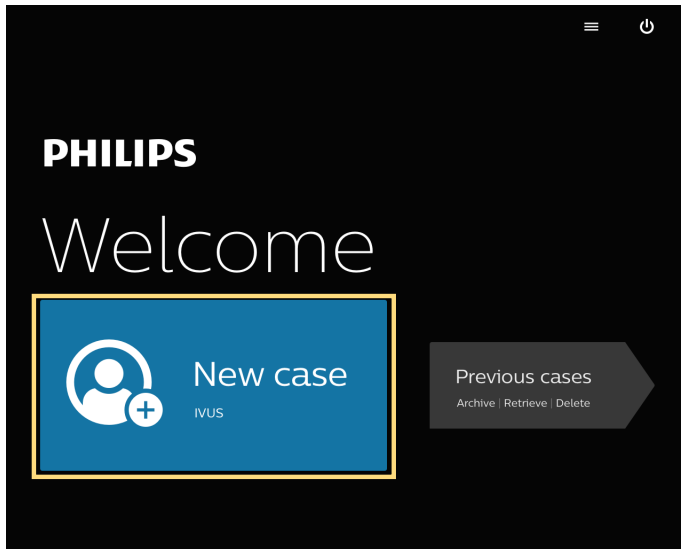 PHILIPS
Welcome
New case
IVUS
Previous cases
Archive | Retrieve | Delete